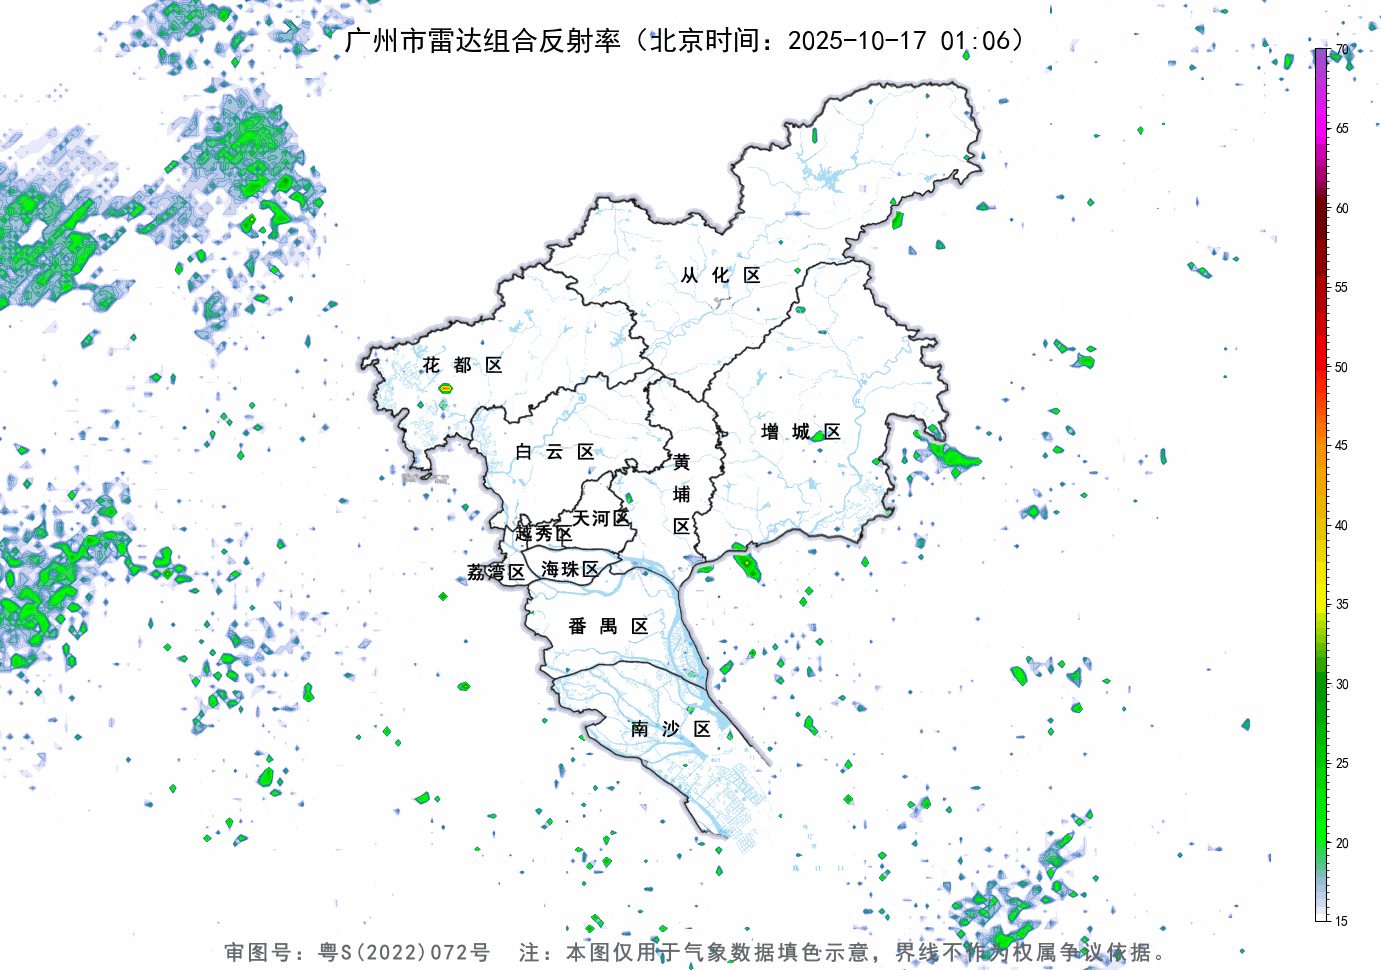 广州市雷达组合反射率（北京时间：2025-10-17 01:06）
70
65
60
55
50
45
40
35
30
25
20
15
从化区
花都区
增城区
白云区
黄埔区
天河区
越秀区
荔湾区
海珠区
番禺区
南沙区
审图号：粤S(2022)072号 注：本图仅用于气象数据填色示意，界线不作为权属争议依据。